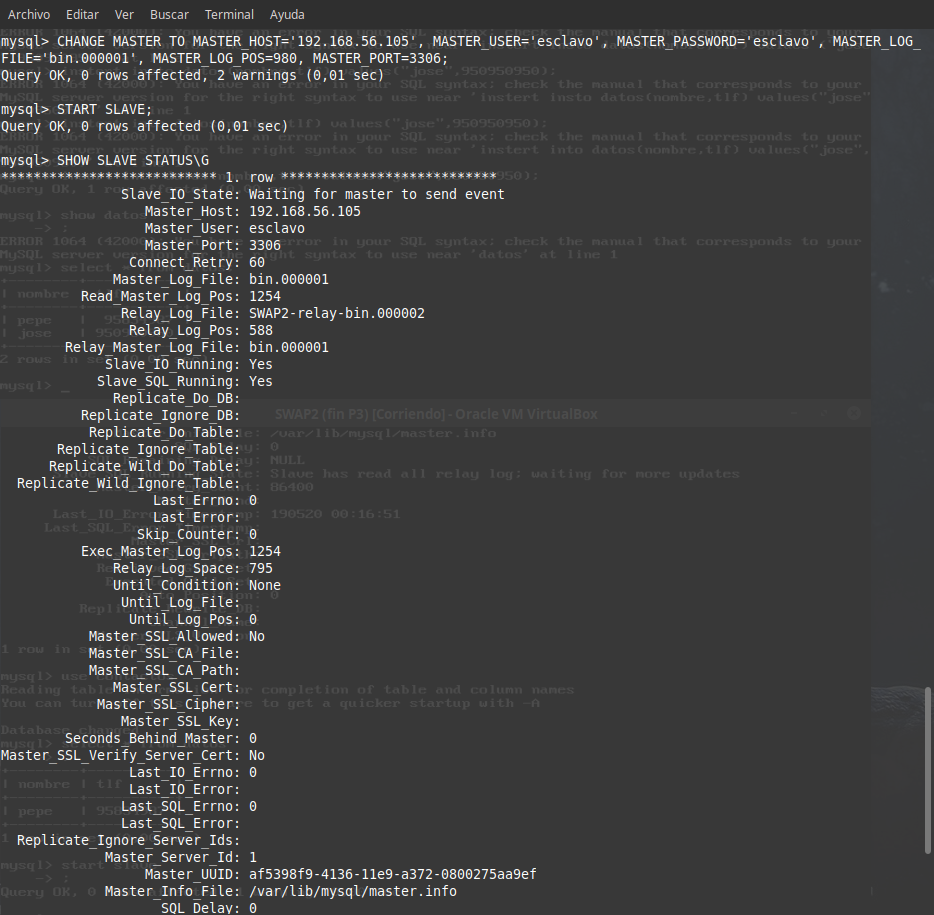 Archivo Editar Ver Buscar Terminal Ayuda
mysql> CHANGE MASTER TO MASTER_HOST='192.168.56.105', MASTER_USER='esclavo', MASTER_PASSWORD='esclavo', MASTER_LOG_
FILE='bin.000001', MASTER_LOG_POS=980, MASTER_PORT=3306;
Query OK, 0 rows affected, 2 warnings (0,01 sec)
mysql> START SLAVE;
Query OK, 0 rows affected (0,01 sec)
mysql> SHOW SLAVE STATUS\G
*************************** 1. row ***************************
Slave_IO_State: Waiting for master to send event
Master_Host: 192.168.56.105
Master_User: esclavo
Master_Port: 3306
Connect_Retry: 60
Master_Log_File: bin.000001
Read_Master_Log_Pos: 1254
Relay_Log_File: SWAP2-relay-bin.000002
Relay_Log_Pos: 588
Relay_Master_Log_File: bin.000001
Slave_IO_Running: Yes
Slave_SQL_Running: Yes
Replicate_Do_DB:
Replicate_Ignore_DB:
Replicate_Do_Table:
Replicate_Ignore_Table:
Replicate_Wild_Do_Table:
Replicate_Wild_Ignore_Table:
Last_Errno: 0
Last_Error:
Skip_Counter: 0
Exec_Master_Log_Pos: 1254
Relay_Log_Space: 795
Until_Condition: None
Until_Log_File:
Until_Log_Pos: 0
Master_SSL_Allowed: No
Master_SSL_CA_File:
Master_SSL_CA_Path:
Master_SSL_Cert:
Master_SSL_Cipher:
Master_SSL_Key:
Seconds_Behind_Master: 0
Master_SSL_Verify_Server_Cert: No
Last_IO_Errno: 0
Last_IO_Error:
Last_SQL_Errno: 0
Last_SQL_Error:
Replicate_Ignore_Server_Ids:
Master_Server_Id: 1
Master_UUID: af5398f9-4136-11e9-a372-0800275aa9ef
Master_Info_File: /var/lib/mysql/master.info
SQL_Delay: 0